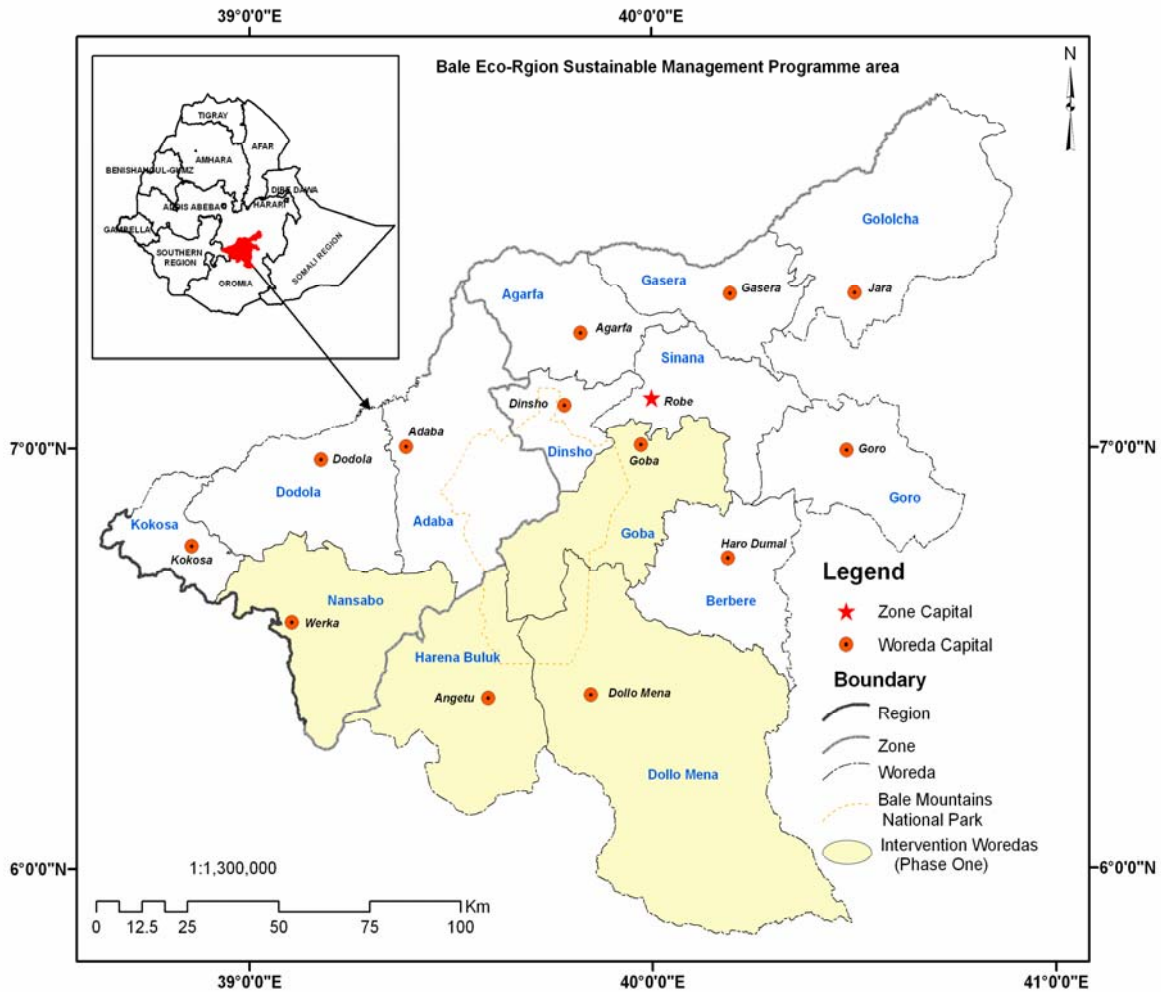 39°0'0"E
40°0'0"E
Bale Eco-Rgion Sustainable Management Programme area
N
TIGRAY
AFAR
AMHARA
BENISHANGUL-GUMZ
DIRE DAWA
ADDIS ABEBA
HARARI
GAMBELLA
SOUTHERN
REGION
SOMALI REGION
OROMIA
Gololcha
Gasera
Gasera
Jara
Agarfa
Agarfa
Sinana
Dinsho
Robe
7°0'0"N
Adaba
Dodola
Dinsho
Goba
Goro
7°0'0"N
Dodola
Goro
Kokosa
Adaba
Goba
Haro Dumal
Kokosa
Nansabo
Berbere
Werka
Harena Buluk
Angetu
Dollo Mena
Dollo Mena
Legend
Zone Capital
Woreda Capital
Boundary
Region
Zone
Woreda
Bale Mountains
National Park
Intervention Woredas
(Phase One)
6°0'0"N
1:1,300,000
6°0'0"N
Km
0 12.5 25 50 75 100
39°0'0"E
40°0'0"E
41°0'0"E